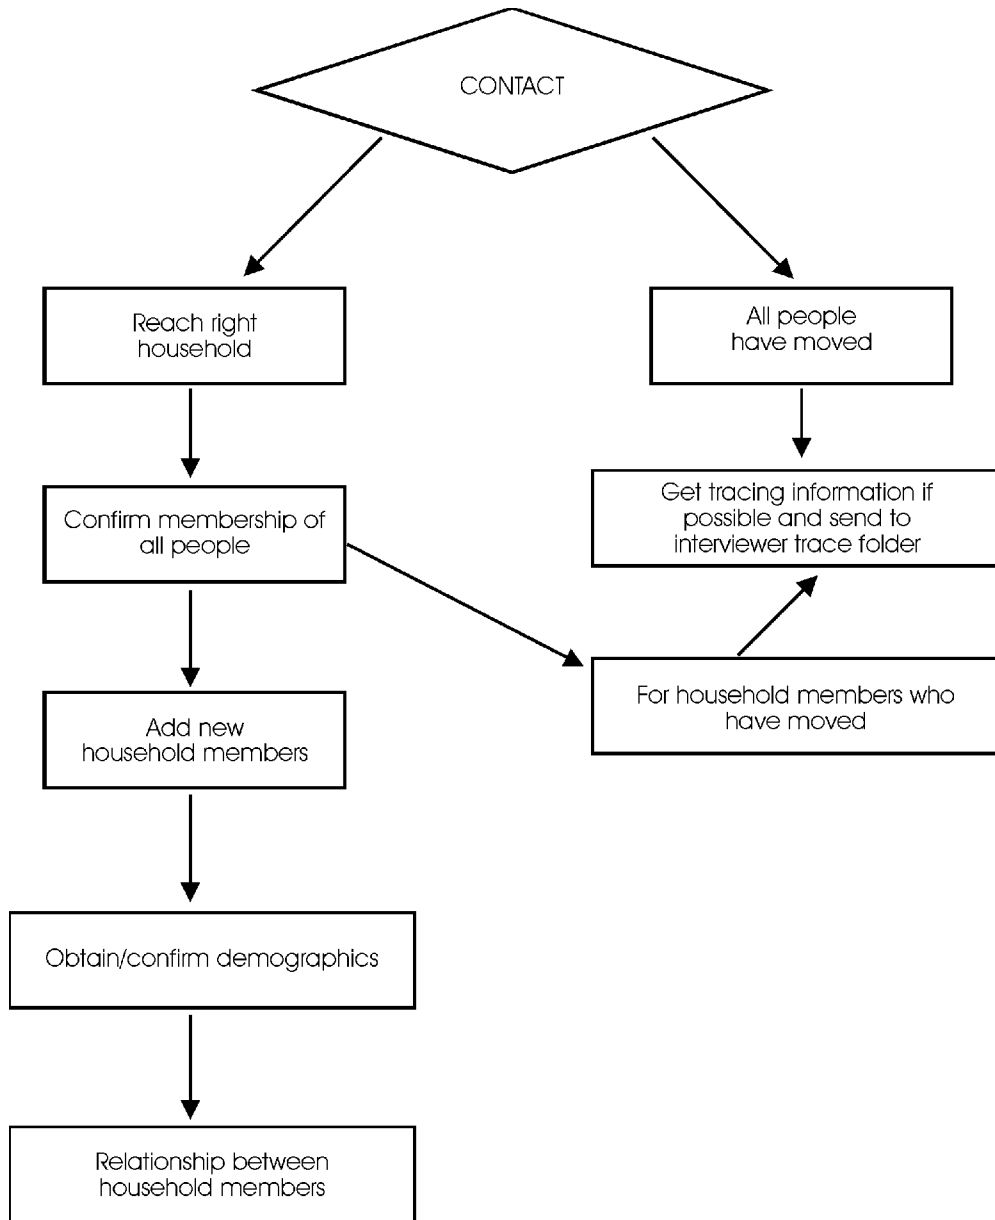 CONTACT
Reach right
household
All people
have moved
Confirm membership of
all people
Get tracing information if
possible and send to
interviewer trace folder
Add new
household members
For household members who
have moved
Obtain/confirm demographics
Relationship between
household members